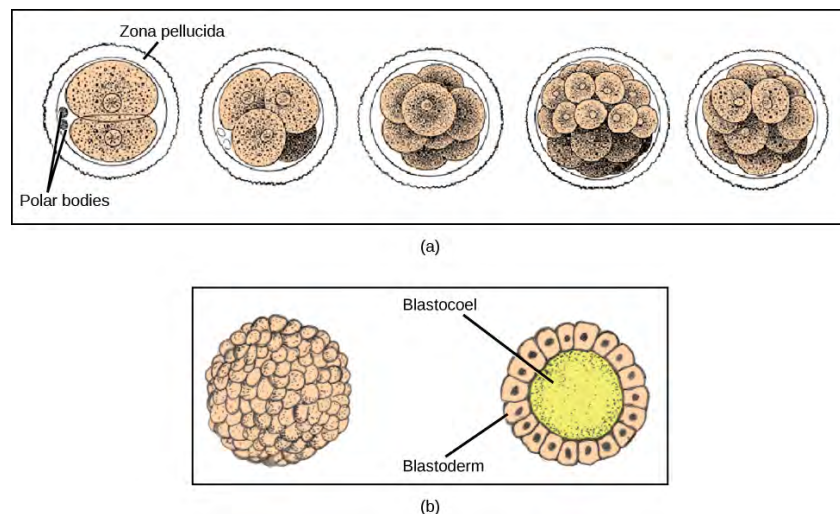 Zona pellucida
Polar bodies
(a)
Blastocoel
Blastoderm
(b)